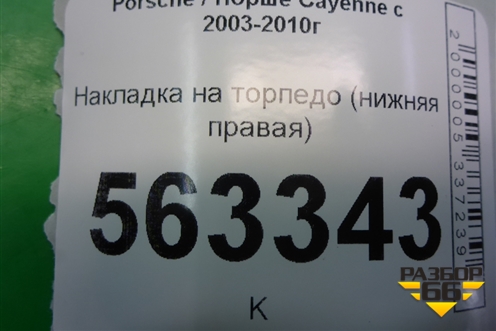 Porsche / Порше Cayenne с
2003-2010г
Накладка на торпедо (нижняя
правая)
563343
К
2000005337239
РАЗБОР
66